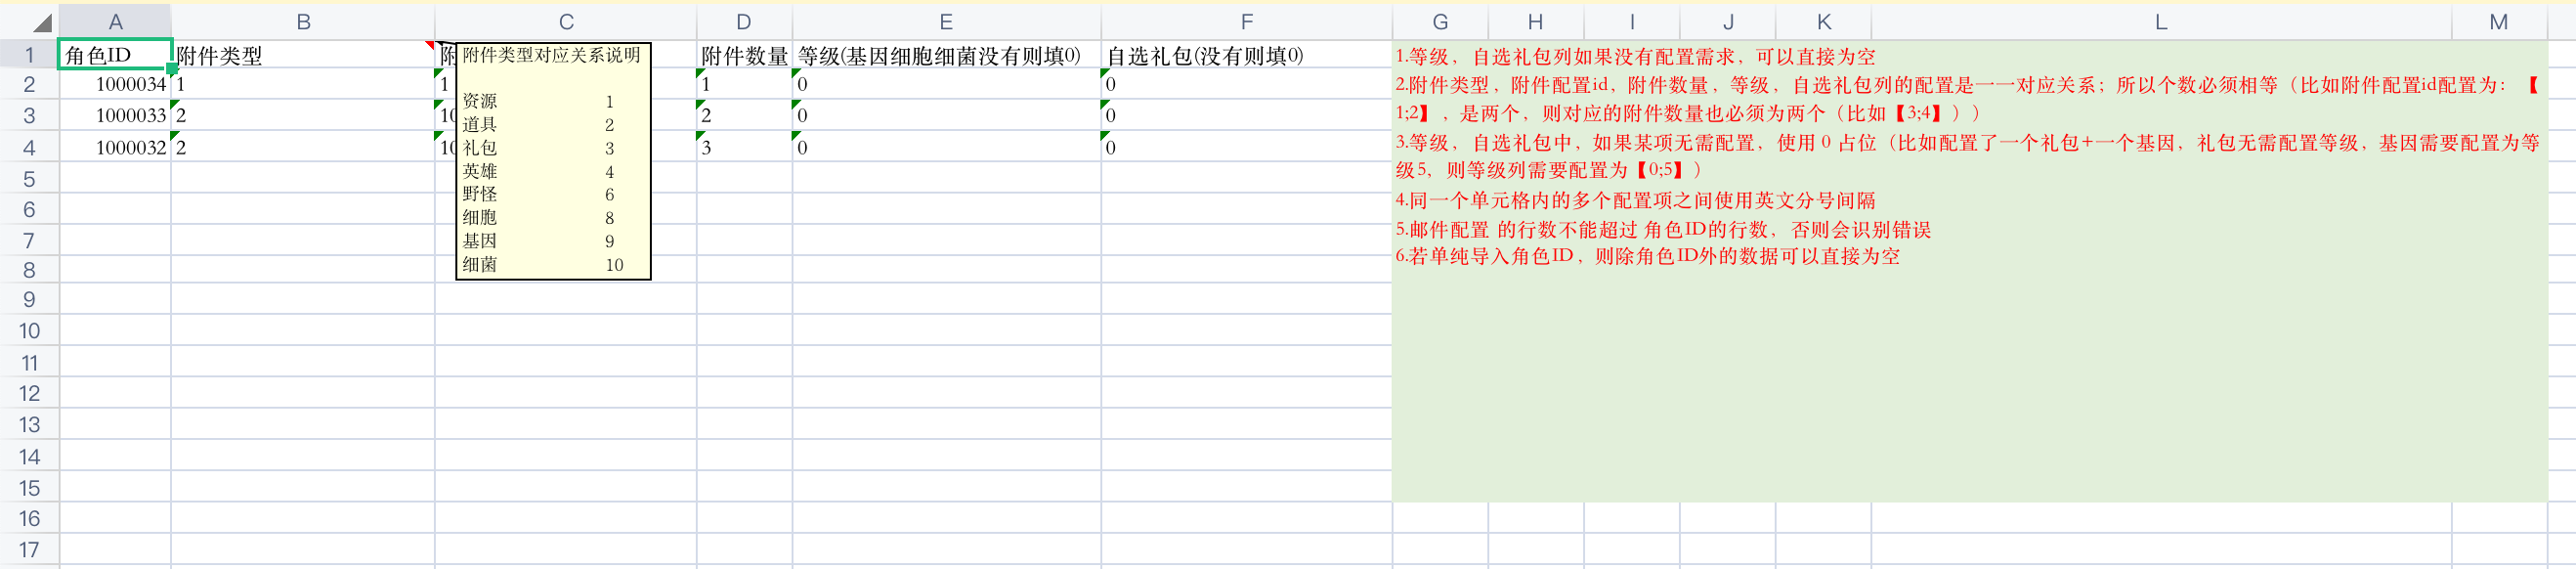 A B C D E F G H I J K L M
1 角色ID 附件类型 附 附件数量 等级(基因细胞细菌没有则填0) 自选礼包(没有则填0)
2 1000034 1 1 1 0 0
3 1000033 2 10 2 0 0
4 1000032 2 10 3 0 0
5
6
7
8
9
10
11
12
13
14
15
16
17
附件类型对应关系说明
资源 1
道具 2
礼包 3
英雄 4
野怪 6
细胞 8
基因 9
细菌 10
1.等级，自选礼包列如果没有配置需求，可以直接为空
2.附件类型，附件配置id，附件数量，等级，自选礼包列的配置是一一对应关系；所以个数必须相等（比如附件配置id配置为：【
1;2】，是两个，则对应的附件数量也必须为两个（比如【3;4】））
3.等级，自选礼包中，如果某项无需配置，使用 0 占位（比如配置了一个礼包+一个基因，礼包无需配置等级，基因需要配置为等
级5，则等级列需要配置为【0;5】）
4.同一个单元格内的多个配置项之间使用英文分号间隔
5.邮件配置 的行数不能超过 角色ID的行数，否则会识别错误
6.若单纯导入角色ID，则除角色ID外的数据可以直接为空